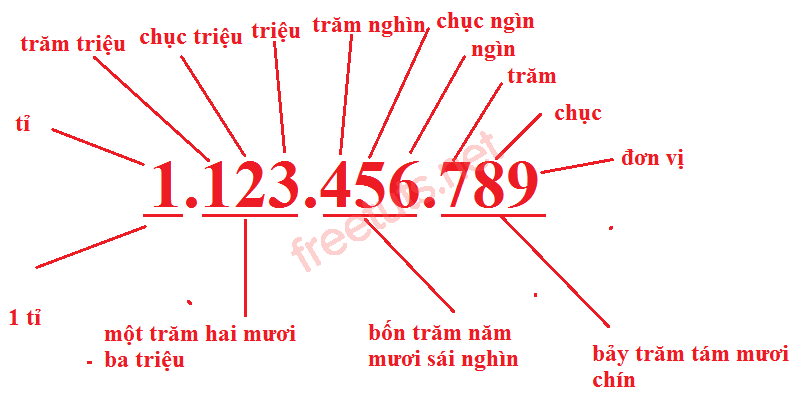 trăm triệu
chục triệu
triệu
trăm nghìn
chục ngìn
ngìn
trăm
chục
đơn vị
tỉ
1.123.456.789
freetuts.net
1 tỉ
một trăm hai mươi
ba triệu
bốn trăm năm
mươi sái nghìn
bảy trăm tám mươi
chín